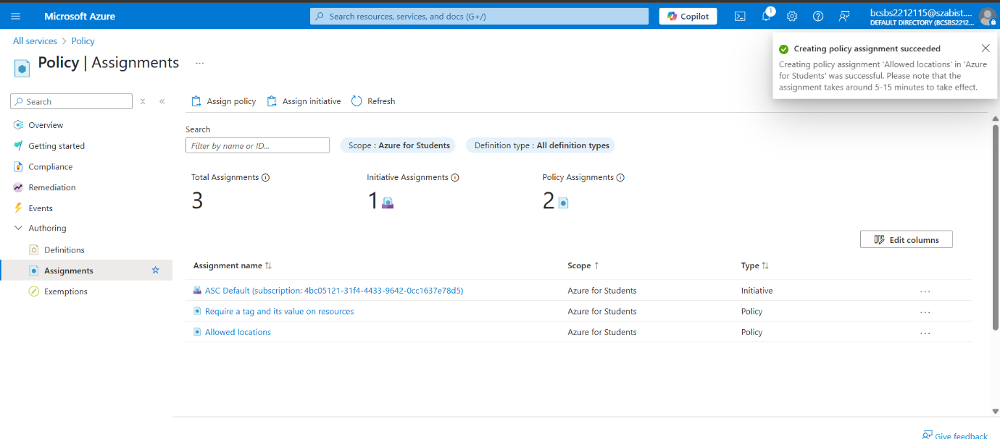 Microsoft Azure
Search resources, services, and docs (G+/)
Copilot
1
bcsbs2212115@szabist....
DEFAULT DIRECTORY (BCSBS2212...
All services > Policy
Policy | Assignments ...
Creating policy assignment succeeded
Creating policy assignment 'Allowed locations' in 'Azure
for Students' was successful. Please note that the
assignment takes around 5-15 minutes to take effect.
Search
Overview
Getting started
Compliance
Remediation
Events
Authoring
Definitions
Assignments
Exemptions
Assign policy
Assign initiative
Refresh
Search
Filter by name or ID...
Scope : Azure for Students
Definition type : All definition types
Total Assignments
3
Initiative Assignments
1
Policy Assignments
2
Edit columns
Assignment name Scope Type
ASC Default (subscription: 4bc05121-31f4-4433-9642-0cc1637e78d5) Azure for Students Initiative ...
Require a tag and its value on resources Azure for Students Policy ...
Allowed locations Azure for Students Policy ...
Give feedback